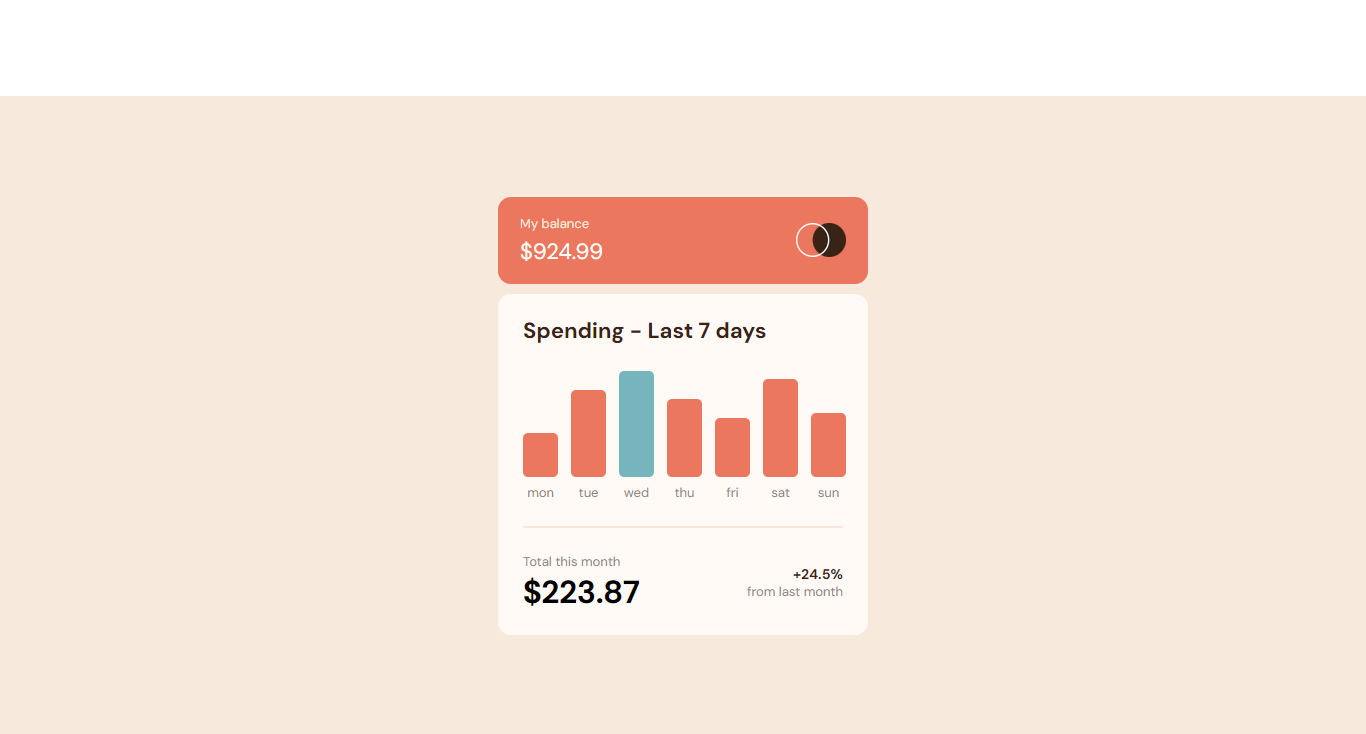 My balance
$924.99
Spending - Last 7 days
mon tue wed thu fri sat sun
Total this month
$223.87
+24.5%
from last month